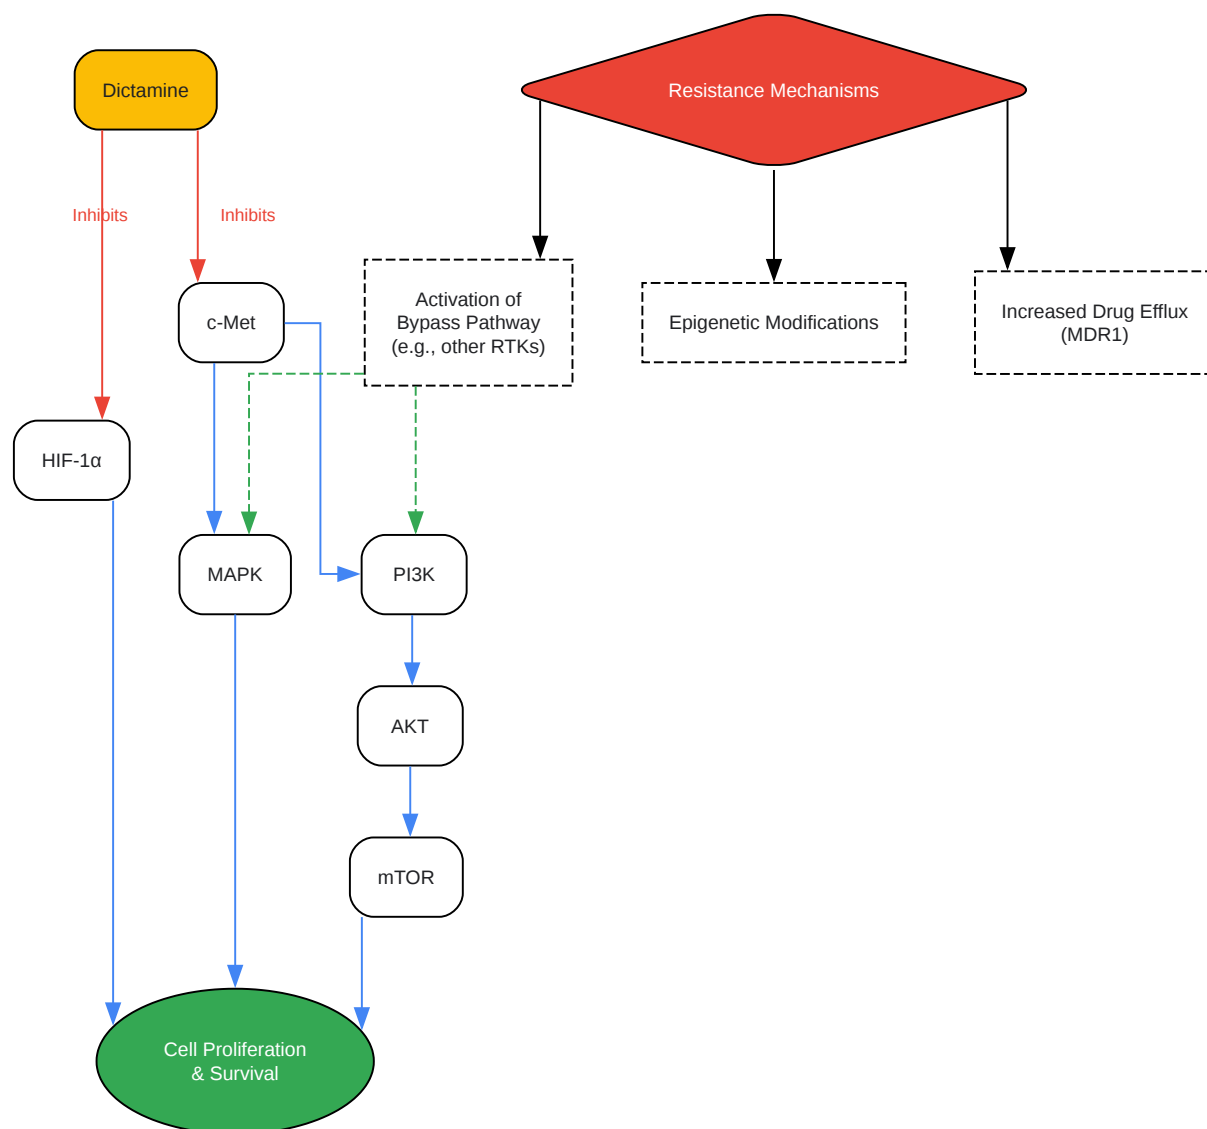 Dictamine
Resistance Mechanisms
Inhibits
Inhibits
c-Met
Activation of
Bypass Pathway
(e.g., other RTKs)
Epigenetic Modifications
Increased Drug Efflux
(MDR1)
HIF-1α
MAPK
PI3K
AKT
mTOR
Cell Proliferation
& Survival